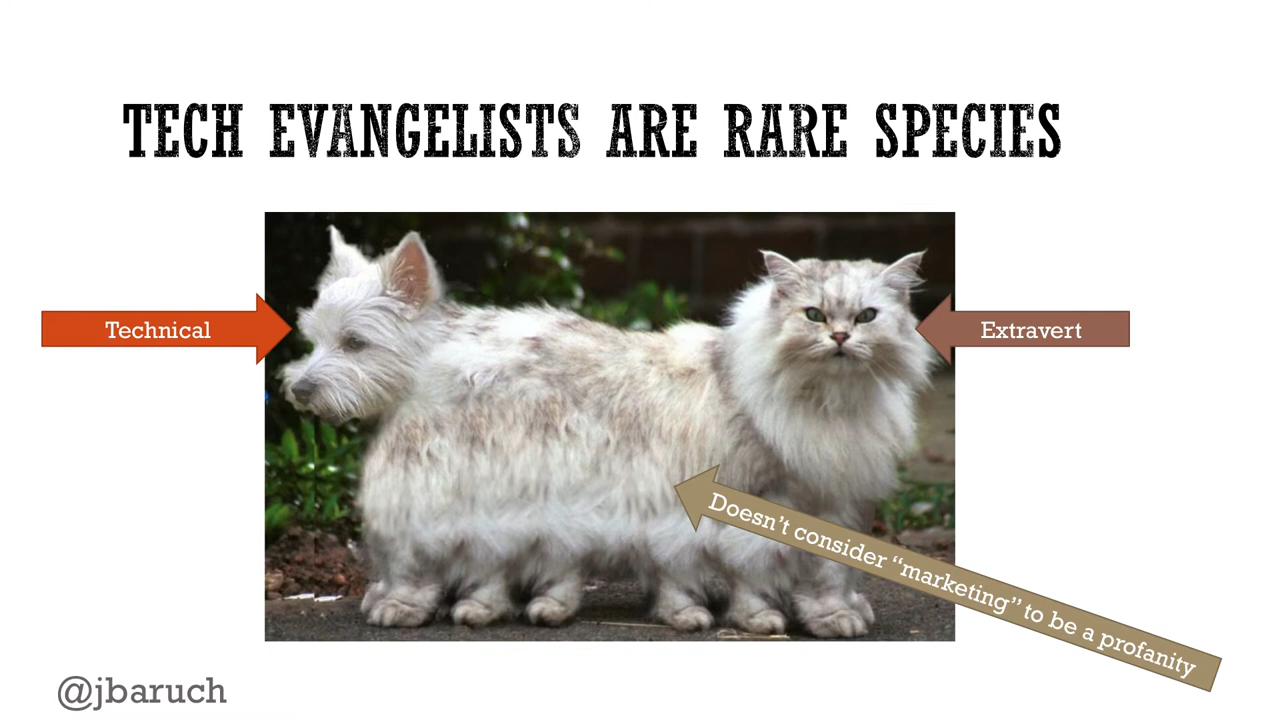 TECH EVANGELISTS ARE RARE SPECIES
Technical
Extravert
Doesn't consider “marketing” to be a profanity
@jbaruch